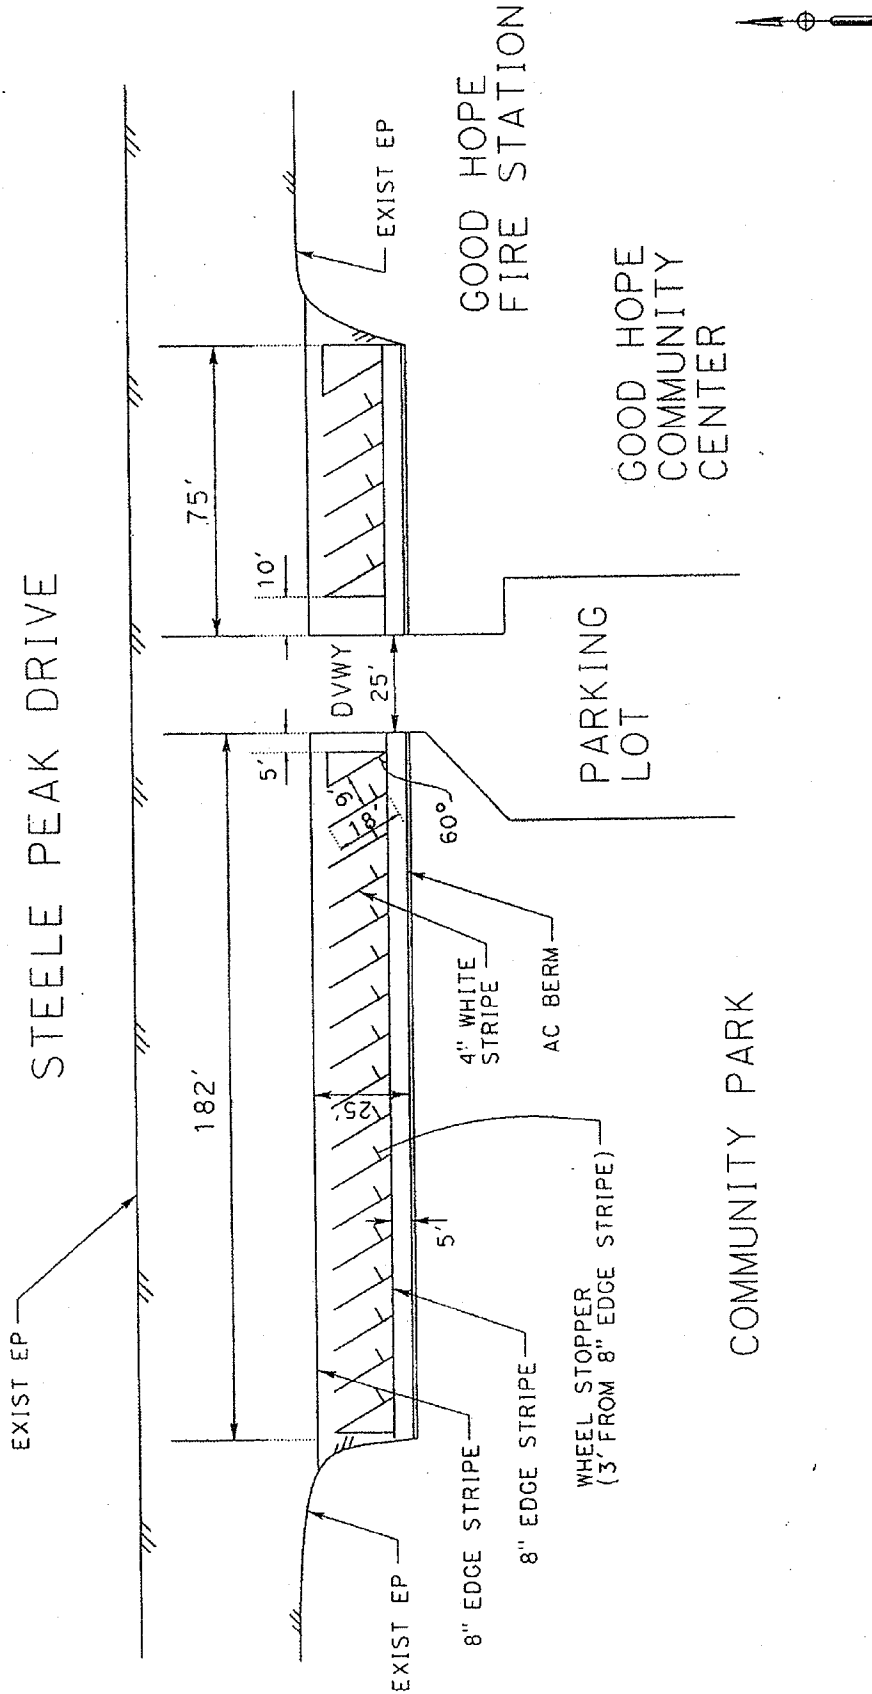 STEELE PEAK DRIVE
EXIST EP
182'
75'
5'
10'
DVWY
25'
EXIST EP
EXIST EP
9'
18'
60°
25'
5'
8" EDGE STRIPE
8" EDGE STRIPE
WHEEL STOPPER
(3' FROM 8" EDGE STRIPE)
4" WHITE
STRIPE
AC BERM
PARKING
LOT
GOOD HOPE
FIRE STATION
GOOD HOPE
COMMUNITY
CENTER
COMMUNITY PARK